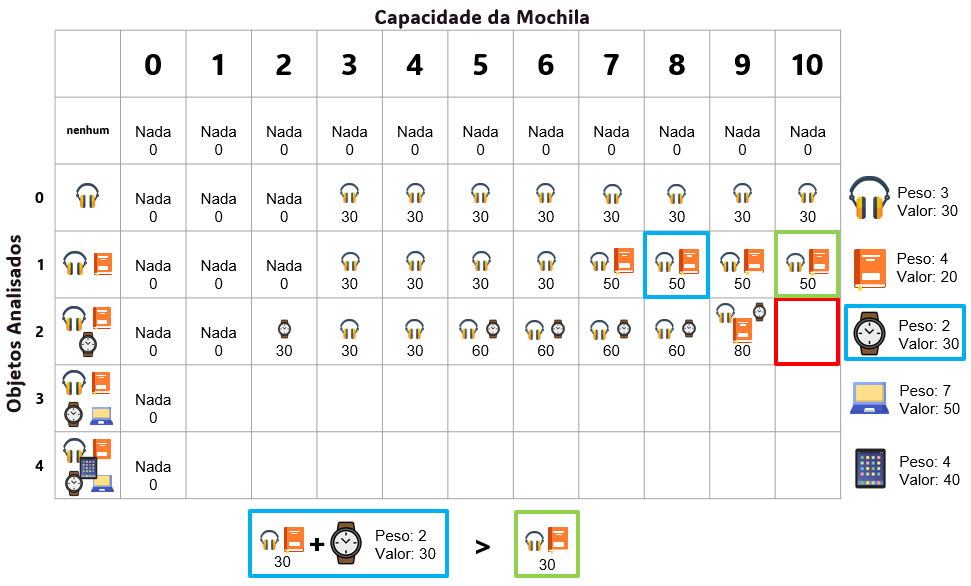 Capacidade da Mochila
0 1 2 3 4 5 6 7 8 9 10
nenhum Nada Nada Nada Nada Nada Nada Nada Nada Nada Nada Nada
0 0 0 0 0 0 0 0 0 0 0
Objetos Analisados
0 Nada Nada Nada
0 0 0 30 30 30 30 30 30 30 30
Peso: 3
Valor: 30
1 Nada Nada Nada
0 0 0 30 30 30 30 50 50 50 50
Peso: 4
Valor: 20
2 Nada Nada
0 0 30 30 30 60 60 60 60 80
Peso: 2
Valor: 30
3 Nada
0
Peso: 7
Valor: 50
4 Nada
0
Peso: 4
Valor: 40
30 + Peso: 2
Valor: 30
>
30